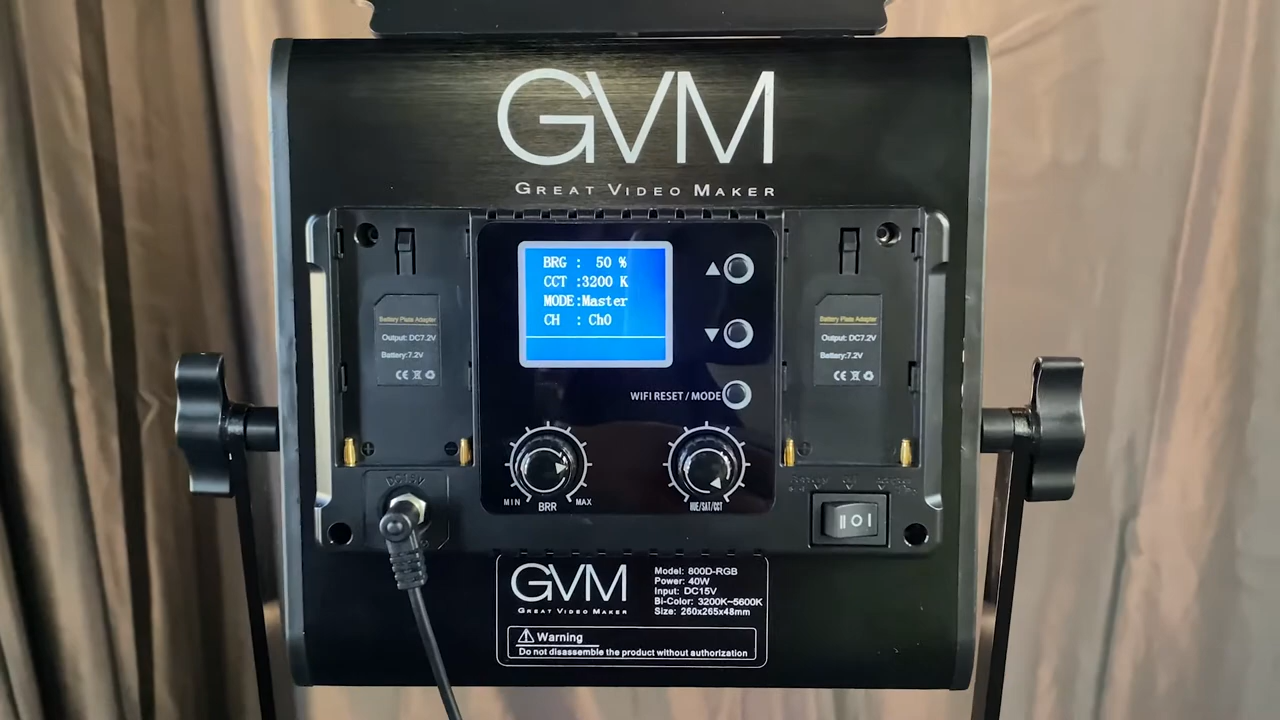 GVM
GREAT VIDEO MAKER
BRG : 50 %
CCT :3200 K
MODE:Master
CH : Ch0
Battery Plate Adapter
Output: DC7.2V
Battery:7.2V
CE
Battery Plate Adapter
Output: DC7.2V
Battery:7.2V
CE
WIFI RESET / MODE
MIN
BRR
MAX
HUE/SAT/CCT
DC15V
GVM
GREAT VIDEO MAKER
Model: 800D-RGB
Power: 40W
Input: DC15V
Bi-Color: 3200K~5600K
Size: 260x265x48mm
Warning
Do not disassemble the product without authorization